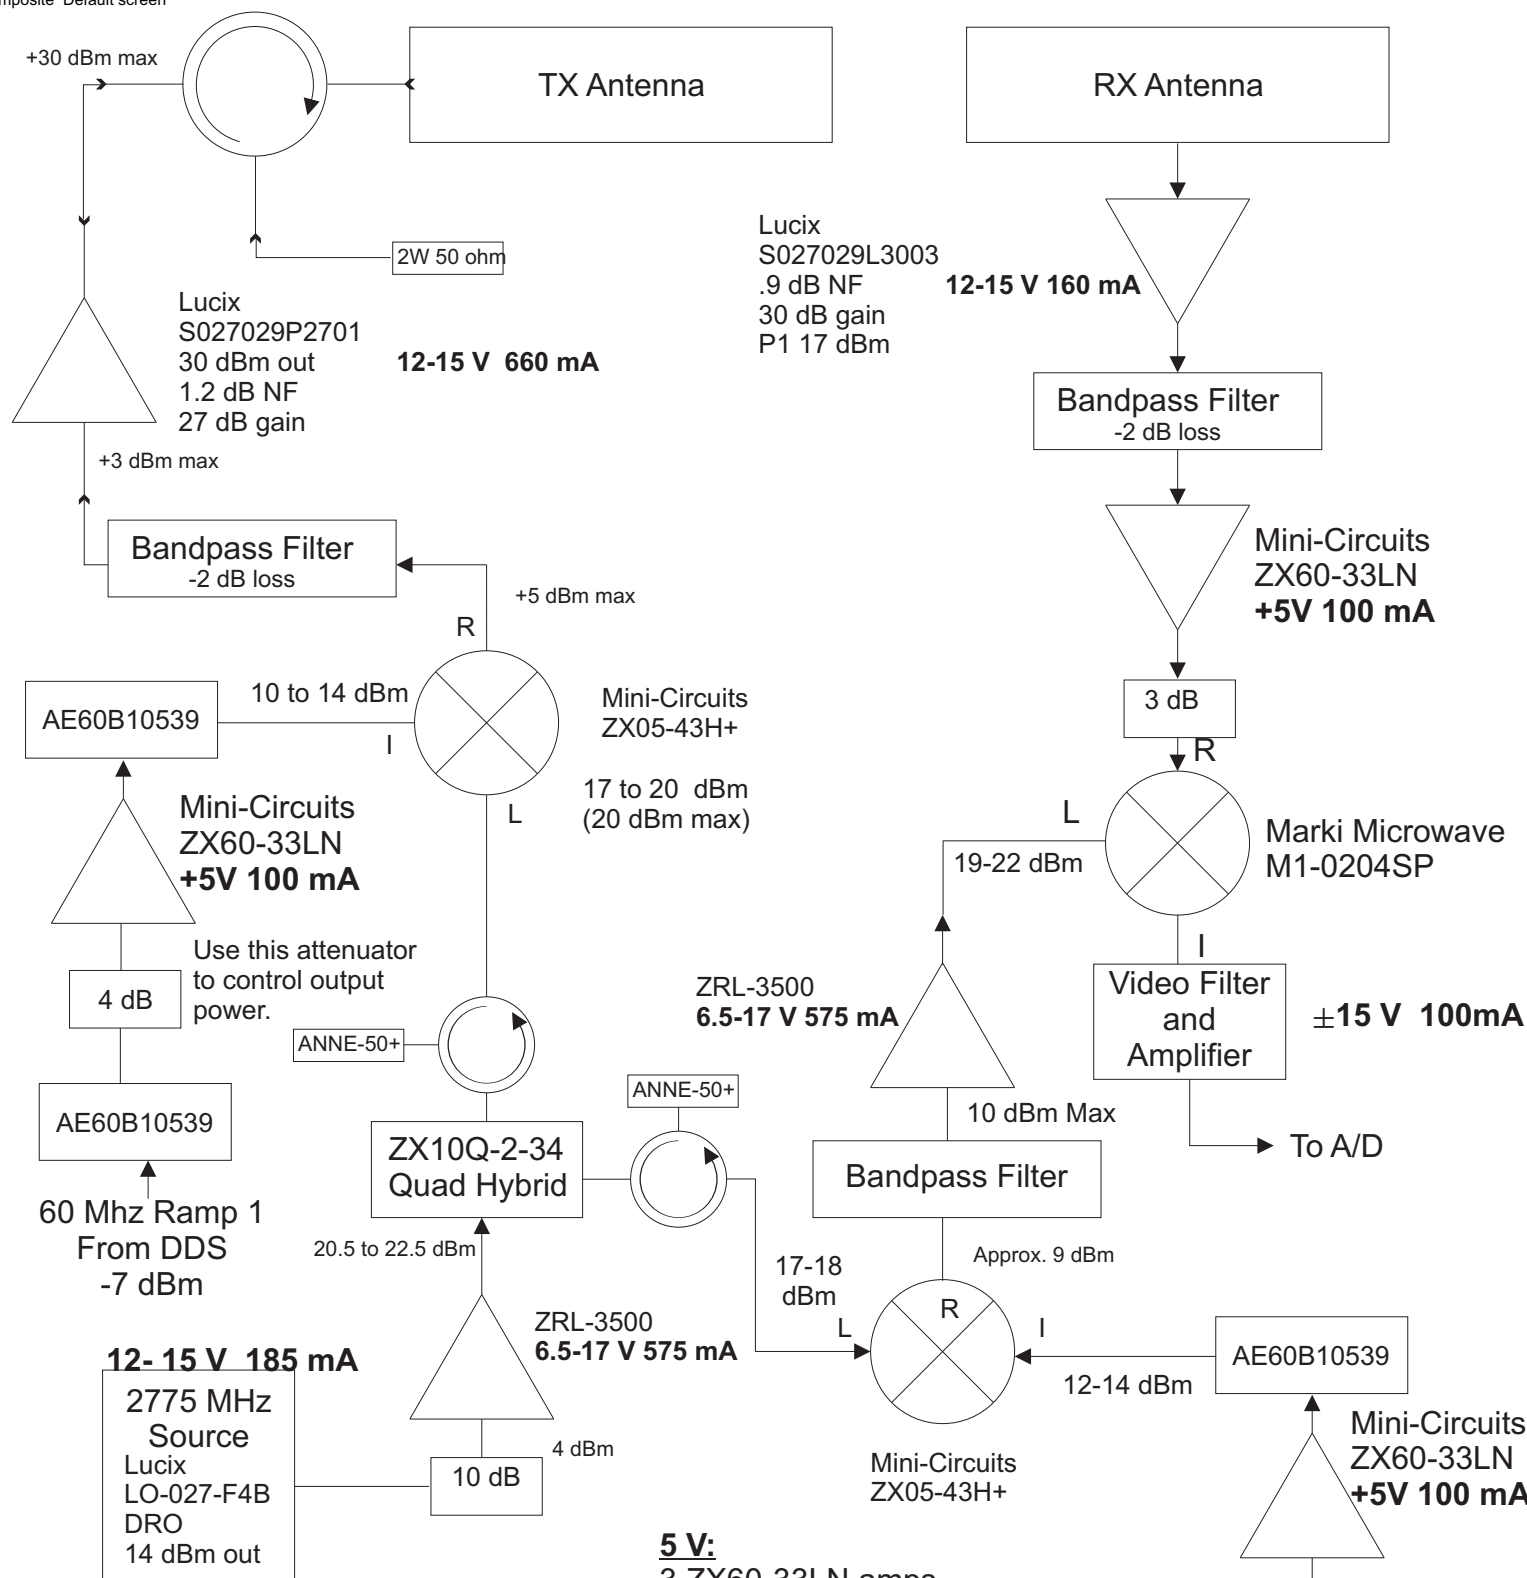 +30 dBm max
TX Antenna
RX Antenna
2W 50 ohm
Lucix
S027029P2701
30 dBm out
1.2 dB NF
27 dB gain
12-15 V 660 mA
Lucix
S027029L3003
.9 dB NF
30 dB gain
P1 17 dBm
12-15 V 160 mA
Bandpass Filter
-2 dB loss
+3 dBm max
Bandpass Filter
-2 dB loss
+5 dBm max
R
Mini-Circuits
ZX60-33LN
+5V 100 mA
3 dB
R
AE60B10539
10 to 14 dBm
I
Mini-Circuits
ZX05-43H+
17 to 20 dBm
(20 dBm max)
L
L
19-22 dBm
Marki Microwave
M1-0204SP
I
Mini-Circuits
ZX60-33LN
+5V 100 mA
Use this attenuator
to control output
power.
4 dB
ANNE-50+
ZRL-3500
6.5-17 V 575 mA
Video Filter
and
Amplifier
±15 V 100mA
To A/D
AE60B10539
60 Mhz Ramp 1
From DDS
-7 dBm
ZX10Q-2-34
Quad Hybrid
ANNE-50+
10 dBm Max
Bandpass Filter
20.5 to 22.5 dBm
Approx. 9 dBm
17-18
dBm
L
R
I
12-14 dBm
AE60B10539
ZRL-3500
6.5-17 V 575 mA
12- 15 V 185 mA
2775 MHz
Source
Lucix
LO-027-F4B
DRO
14 dBm out
10 dB
4 dBm
Mini-Circuits
ZX05-43H+
Mini-Circuits
ZX60-33LN
+5V 100 mA
5 V:
3 ZX60-33LN amps